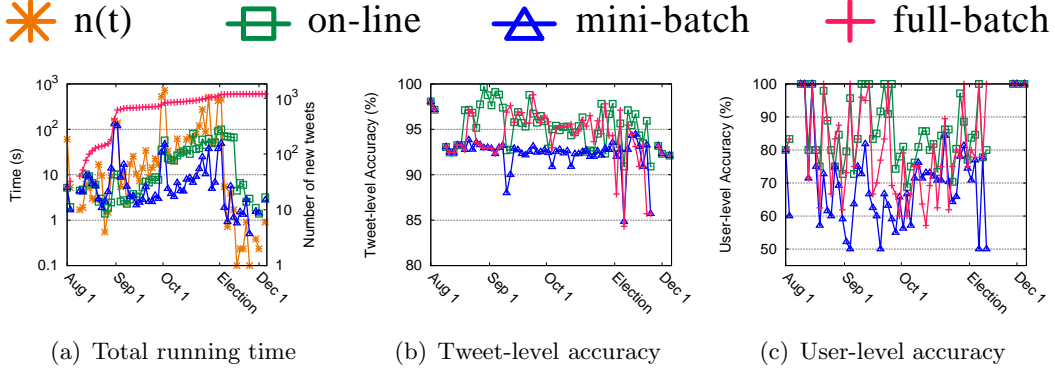 n(t) on-line mini-batch full-batch
10³
10²
10
1
0.1
Time (s)
10³
10²
10
1
Number of new tweets
Aug 1 Sep 1 Oct 1 Election Dec 1
(a) Total running time
100
95
90
85
80
Tweet-level Accuracy (%)
Aug 1 Sep 1 Oct 1 Election Dec 1
(b) Tweet-level accuracy
100
90
80
70
60
50
User-level Accuracy (%)
Aug 1 Sep 1 Oct 1 Election Dec 1
(c) User-level accuracy